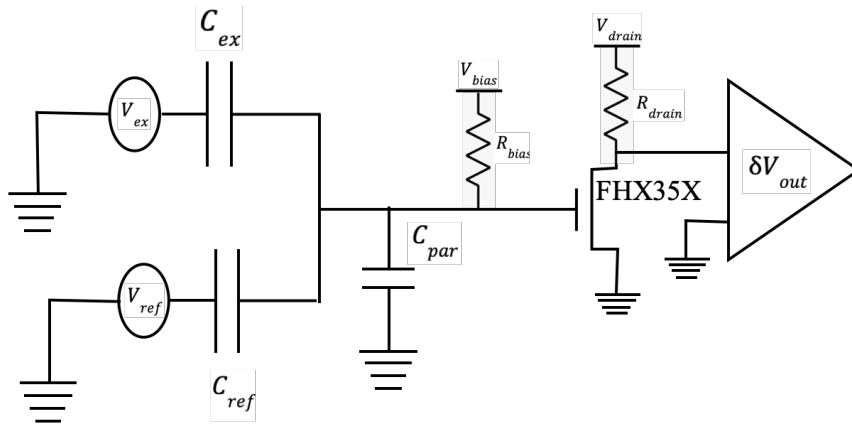 C_ex
V_ex
V_bias
R_bias
V_drain
R_drain
FHX35X
δV_out
C_par
V_ref
C_ref